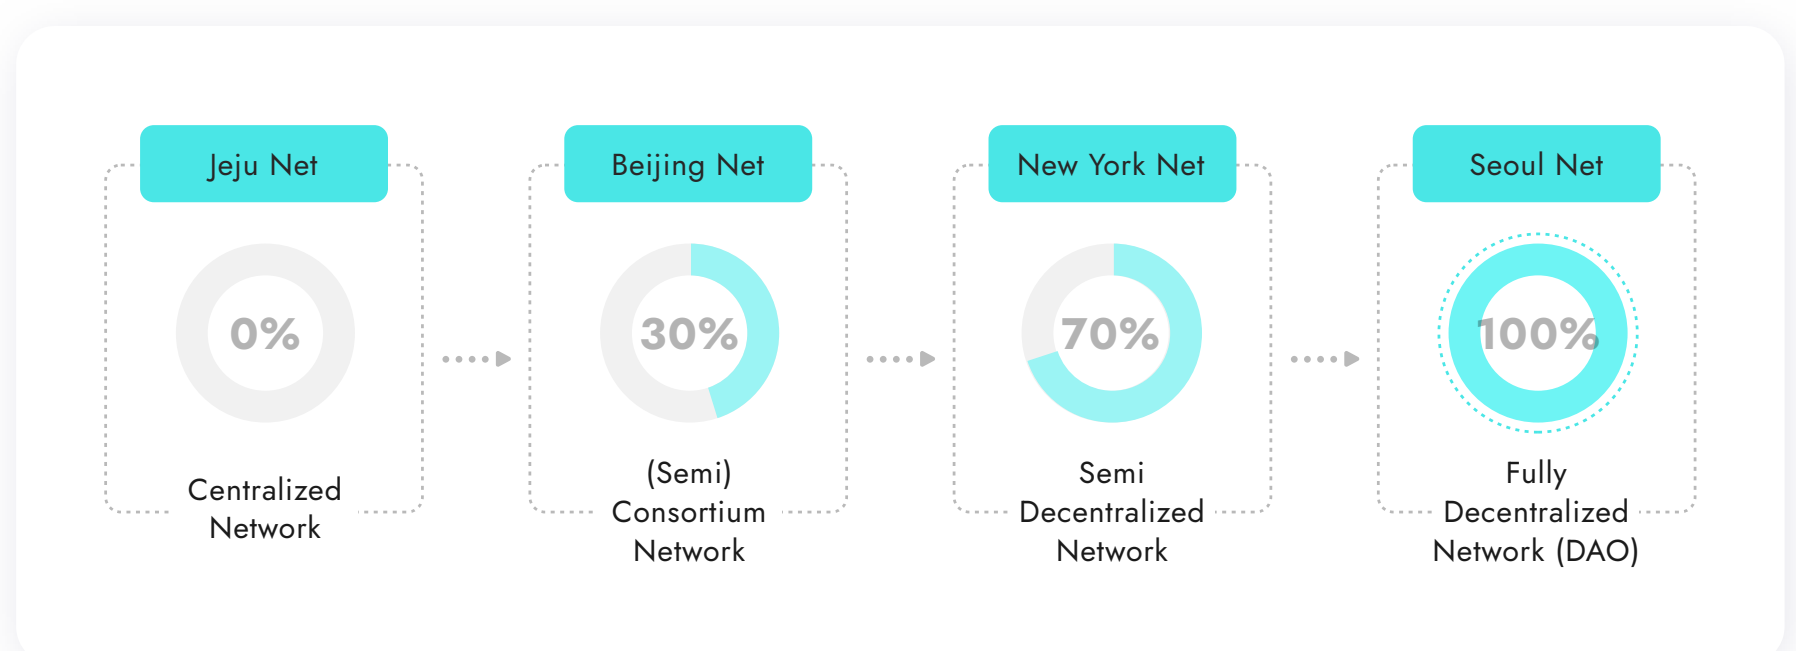 Jeju Net
0%
Centralized
Network
Beijing Net
30%
(Semi)
Consortium
Network
New York Net
70%
Semi
Decentralized
Network
Seoul Net
100%
Fully
Decentralized
Network (DAO)